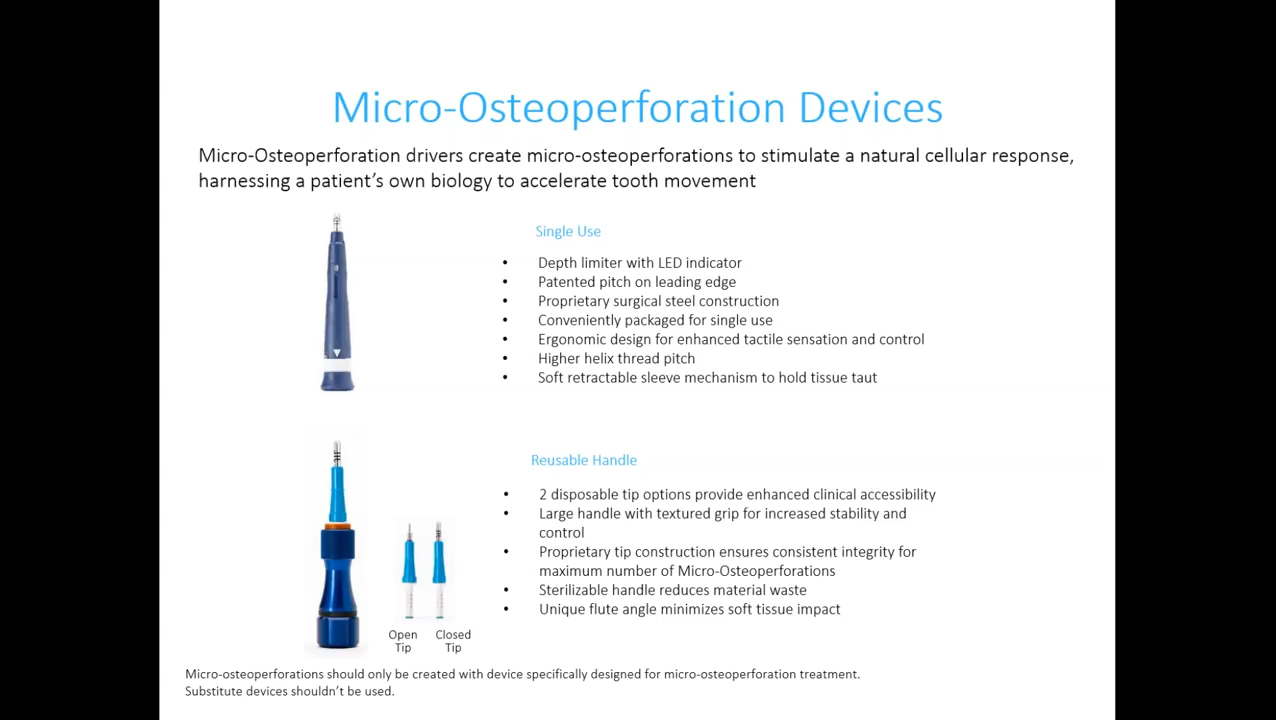 Micro-Osteoperforation Devices
Micro-Osteoperforation drivers create micro-osteoperforations to stimulate a natural cellular response,
harnessing a patient’s own biology to accelerate tooth movement
Single Use
• Depth limiter with LED indicator
• Patented pitch on leading edge
• Proprietary surgical steel construction
• Conveniently packaged for single use
• Ergonomic design for enhanced tactile sensation and control
• Higher helix thread pitch
• Soft retractable sleeve mechanism to hold tissue taut
Reusable Handle
• 2 disposable tip options provide enhanced clinical accessibility
• Large handle with textured grip for increased stability and
control
• Proprietary tip construction ensures consistent integrity for
maximum number of Micro-Osteoperforations
• Sterilizable handle reduces material waste
• Unique flute angle minimizes soft tissue impact
Open
Tip
Closed
Tip
Micro-osteoperforations should only be created with device specifically designed for micro-osteoperforation treatment.
Substitute devices shouldn’t be used.